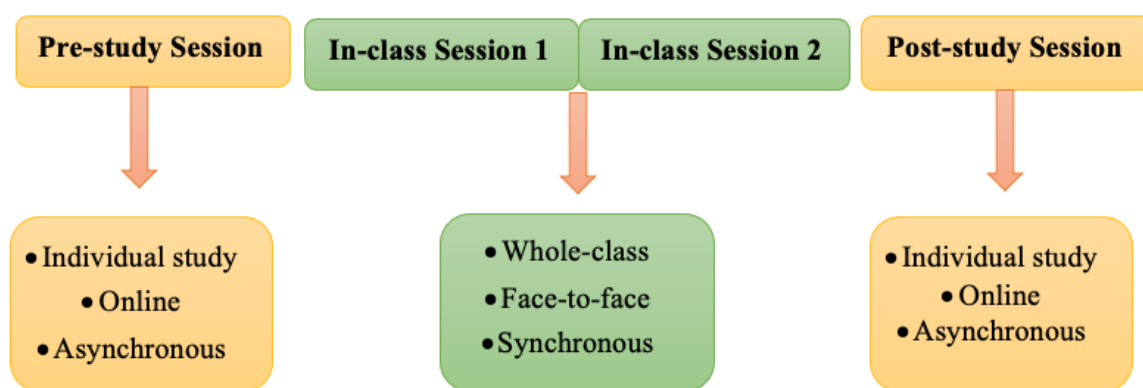 Pre-study Session
In-class Session 1
In-class Session 2
Post-study Session
• Individual study
• Online
• Asynchronous
• Whole-class
• Face-to-face
• Synchronous
• Individual study
• Online
• Asynchronous